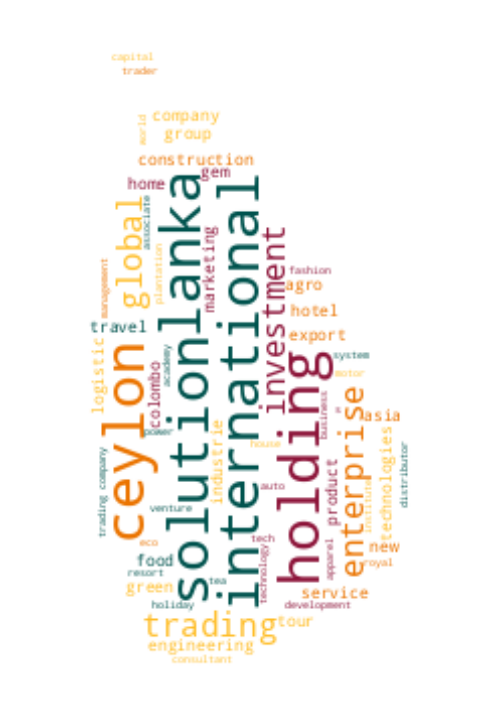 capital
trader
world
company
group
construction
gem
home
solution
lanka
international
global
associate
plantation
marketing
investment
fashion
agro
management
hotel
travel
export
logistic
ceylon
colombo
academy
system
motor
holding
business
enterprise
asia
power
industrie
house
technologies
distributor
trading company
product
institute
auto
venture
tech
technology
apparel
new
eco
food
royal
resort
tea
green
service
holiday
development
trading
tour
engineering
consultant